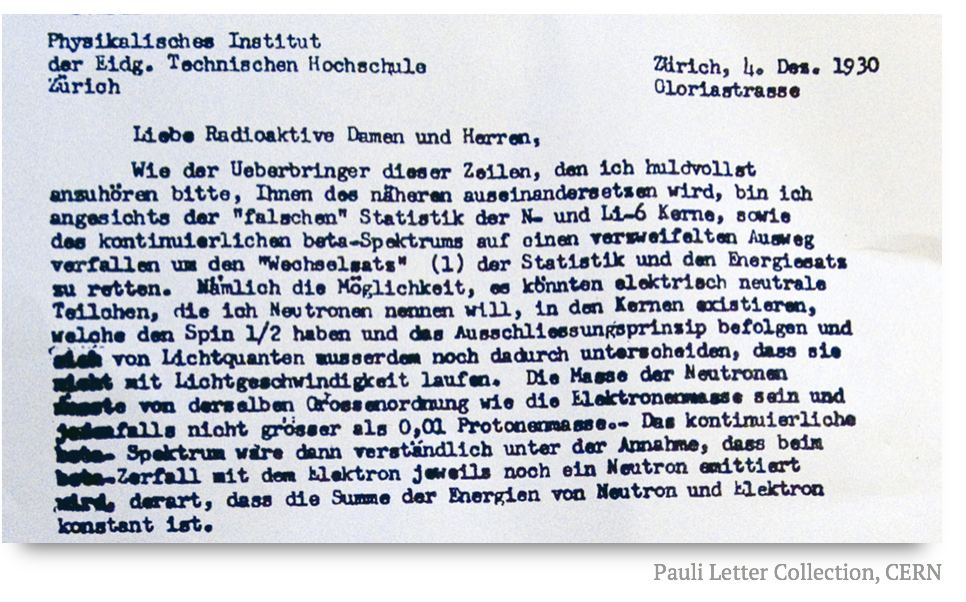 Physikalisches Institut
der Eidg. Technischen Hochschule
Zürich
Zürich, 4. Des. 1930
Gloriastrasse
Liebe Radioaktive Damen und Herren,
Wie der Ueberbringer dieser Zeilen, den ich huldvollst
anzuhören bitte, Ihnen des näheren auseinandersetzen wird, bin ich
angesichts der "falschen" Statistik der N- und Li-6 Kerne, sowie
des kontinuierlichen beta-Spektrums auf einen verzweifelten Ausweg
verfallen um den "Wechselsatz" (1) der Statistik und den Energiesatz
zu retten. Nämlich die Möglichkeit, es könnten elektrisch neutrale
Teilchen, die ich Neutronen nennen will, in den Kernen existieren,
welche den Spin 1/2 haben und das Ausschliessungsprinzip befolgen und
sich von Lichtquanten ausserdem noch dadurch unterscheiden, dass sie
nicht mit Lichtgeschwindigkeit laufen. Die Masse der Neutronen
müsste von derselben Grössenordnung wie die Elektronenmasse sein und
jedenfalls nicht grösser als 0,01 Protonenmasse.- Das kontinuierliche
beta- Spektrum wäre dann verständlich unter der Annahme, dass beim
beta-Zerfall mit dem Elektron jeweils noch ein Neutron emittiert
wird, derart, dass die Summe der Energien von Neutron und Elektron
konstant ist.
Pauli Letter Collection, CERN